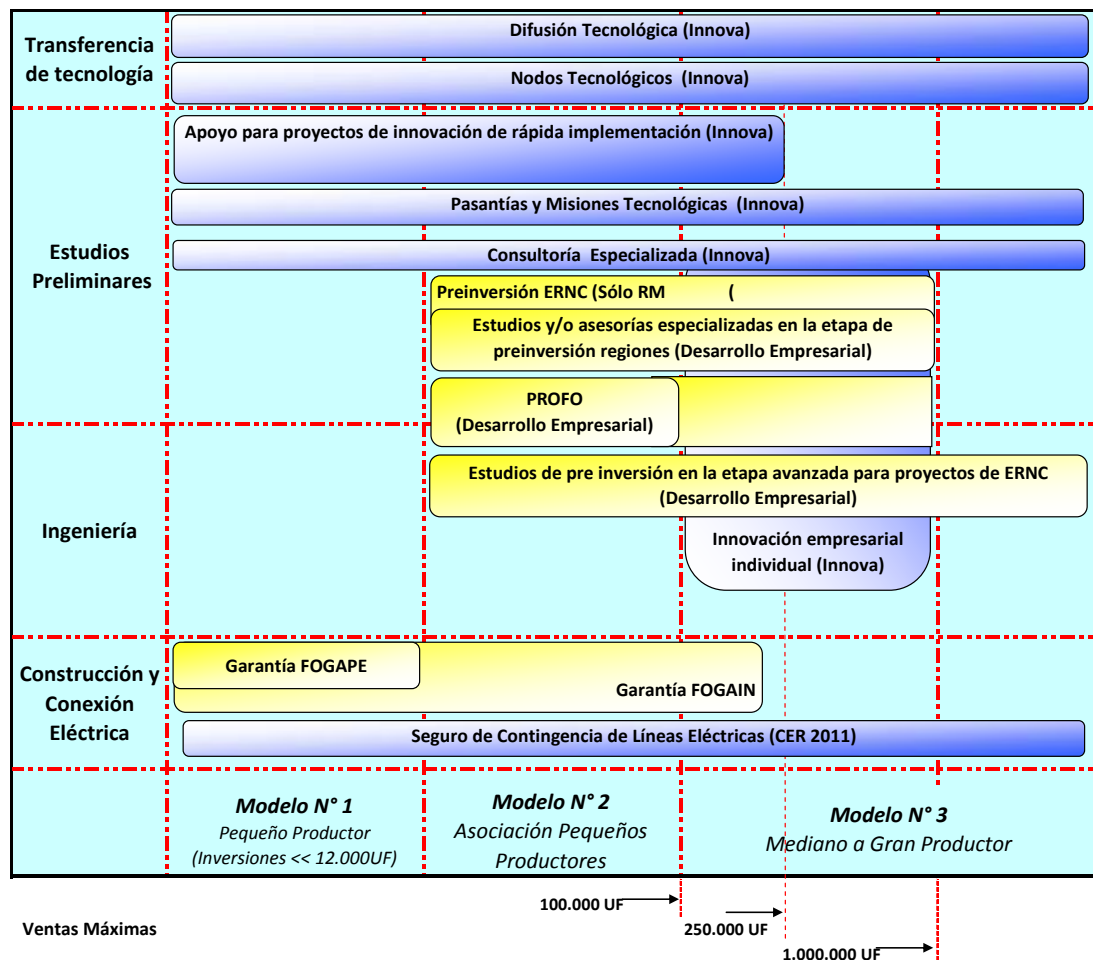 Transferencia
de tecnología
Difusión Tecnológica (Innova)
Nodos Tecnológicos (Innova)
Estudios
Preliminares
Apoyo para proyectos de innovación de rápida implementación (Innova)
Pasantías y Misiones Tecnológicas (Innova)
Consultoría Especializada (Innova)
Preinversión ERNC (Sólo RM (
Estudios y/o asesorías especializadas en la etapa de
preinversión regiones (Desarrollo Empresarial)
PROFO
(Desarrollo Empresarial)
Ingeniería
Estudios de pre inversión en la etapa avanzada para proyectos de ERNC
(Desarrollo Empresarial)
Innovación empresarial
individual (Innova)
Construcción y
Conexión
Eléctrica
Garantía FOGAPE
Garantía FOGAIN
Seguro de Contingencia de Líneas Eléctricas (CER 2011)
Modelo N° 1
Pequeño Productor
(Inversiones << 12.000UF)
Modelo N° 2
Asociación Pequeños
Productores
Modelo N° 3
Mediano a Gran Productor
Ventas Máximas
100.000 UF
250.000 UF
1.000.000 UF